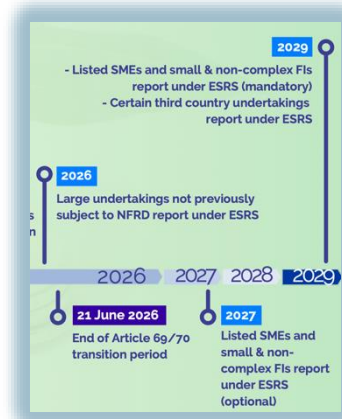 2029
- Listed SMEs and small & non-complex FIs
report under ESRS (mandatory)
- Certain third country undertakings
report under ESRS
2026
Large undertakings not previously
subject to NFRD report under ESRS
s
n
2026 2027 2028 2029
21 June 2026
End of Article 69/70
transition period
2027
Listed SMEs and
small & non-
complex FIs report
under ESRS
(optional)